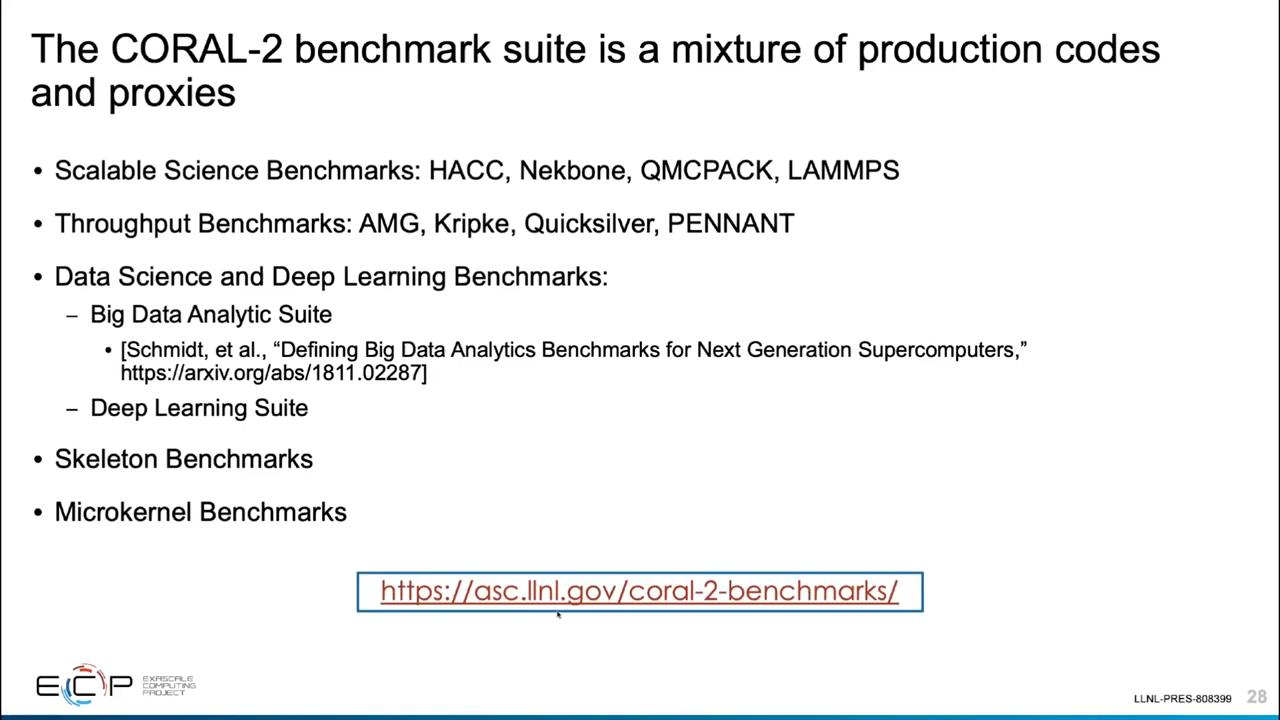 The CORAL-2 benchmark suite is a mixture of production codes
and proxies
• Scalable Science Benchmarks: HACC, Nekbone, QMCPACK, LAMMPS
• Throughput Benchmarks: AMG, Kripke, Quicksilver, PENNANT
• Data Science and Deep Learning Benchmarks:
– Big Data Analytic Suite
• [Schmidt, et al., “Defining Big Data Analytics Benchmarks for Next Generation Supercomputers,”
https://arxiv.org/abs/1811.02287]
– Deep Learning Suite
• Skeleton Benchmarks
• Microkernel Benchmarks
https://asc.llnl.gov/coral-2-benchmarks/
ECP
EXASCALE
COMPUTING
PROJECT
LLNL-PRES-808399
28